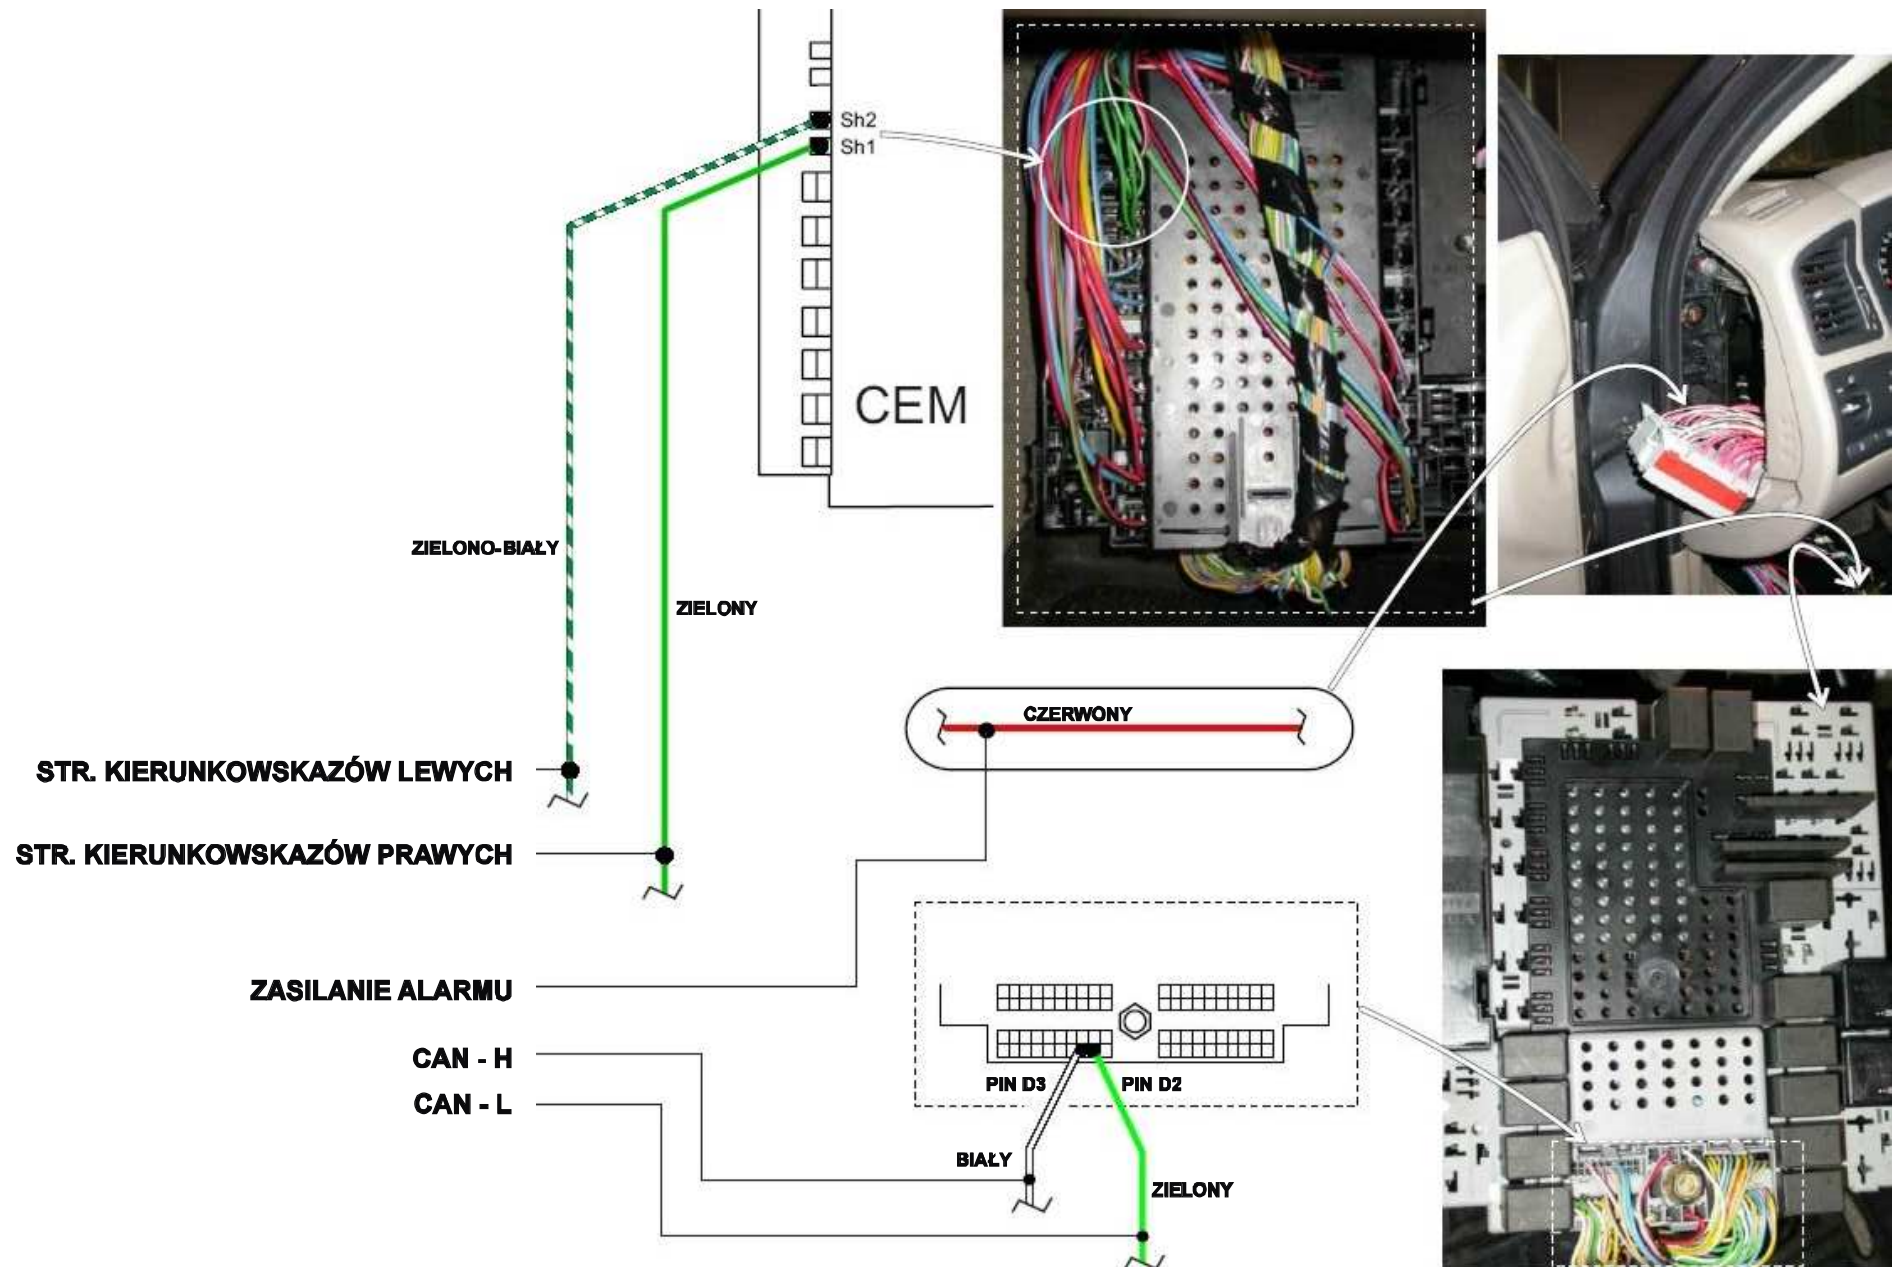 Sh2
Sh1
CEM
ZIELONO-BIAŁY
ZIELONY
CZERWONY
STR. KIERUNKOWSKAZÓW LEWYCH
STR. KIERUNKOWSKAZÓW PRAWYCH
ZASILANIE ALARMU
CAN - H
CAN - L
PIN D3
PIN D2
BIAŁY
ZIELONY